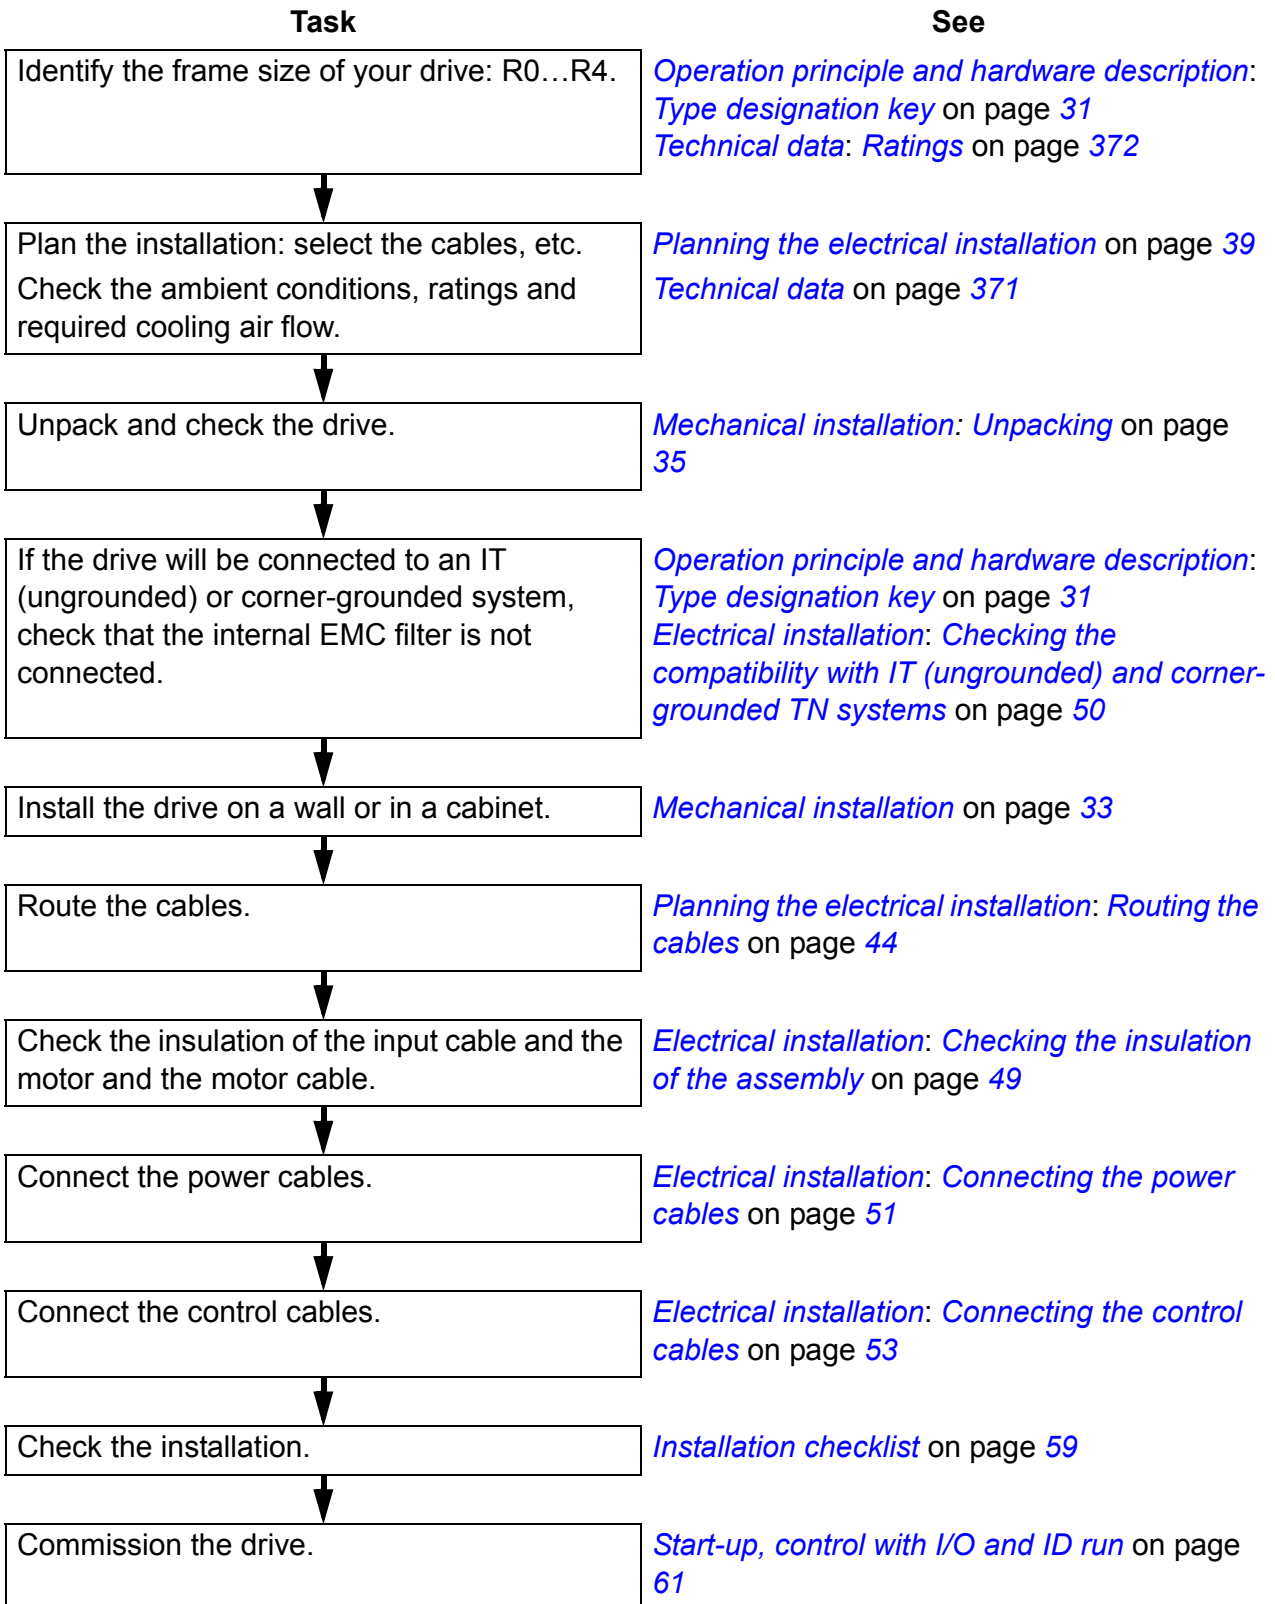 Task See
Identify the frame size of your drive: R0…R4.
Operation principle and hardware description:
Type designation key on page 31
Technical data: Ratings on page 372
Plan the installation: select the cables, etc.
Check the ambient conditions, ratings and
required cooling air flow.
Planning the electrical installation on page 39
Technical data on page 371
Unpack and check the drive.
Mechanical installation: Unpacking on page
35
If the drive will be connected to an IT
(ungrounded) or corner-grounded system,
check that the internal EMC filter is not
connected.
Operation principle and hardware description:
Type designation key on page 31
Electrical installation: Checking the
compatibility with IT (ungrounded) and corner-
grounded TN systems on page 50
Install the drive on a wall or in a cabinet.
Mechanical installation on page 33
Route the cables.
Planning the electrical installation: Routing the
cables on page 44
Check the insulation of the input cable and the
motor and the motor cable.
Electrical installation: Checking the insulation
of the assembly on page 49
Connect the power cables.
Electrical installation: Connecting the power
cables on page 51
Connect the control cables.
Electrical installation: Connecting the control
cables on page 53
Check the installation.
Installation checklist on page 59
Commission the drive.
Start-up, control with I/O and ID run on page
61